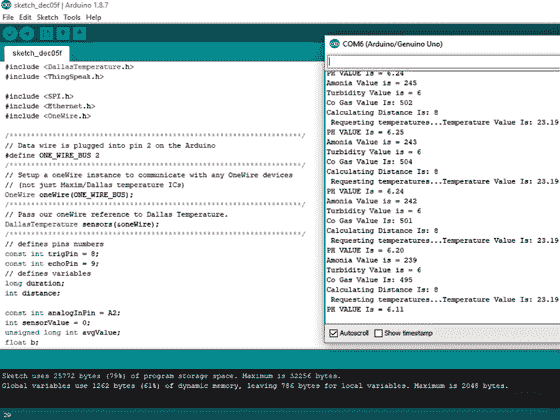 sketch_dec05f | Arduino 1.8.7
File Edit Sketch Tools Help
sketch_dec05f
#include <DallasTemperature.h>
#include <ThingSpeak.h>
#include <SPI.h>
#include <Ethernet.h>
#include <OneWire.h>
/********************************************************************/
// Data wire is plugged into pin 2 on the Arduino
#define ONE_WIRE_BUS 2
/********************************************************************/
// Setup a oneWire instance to communicate with any OneWire devices
// (not just Maxim/Dallas temperature ICs)
OneWire oneWire(ONE_WIRE_BUS);
/********************************************************************/
// Pass our oneWire reference to Dallas Temperature.
DallasTemperature sensors(&oneWire);
/********************************************************************/
// defines pins numbers
const int trigPin = 8;
const int echoPin = 9;
// defines variables
long duration;
int distance;
const int analogInPin = A2;
int sensorValue = 0;
unsigned long int avgValue;
float b;
COM6 (Arduino/Genuino Uno)
PH VALUE is = 6.24
Amonia Value is = 245
Turbidity Value is = 6
Co Gas Value Is: 502
Calculating Distance Is: 8
Requesting temperatures...Temperature Value Is: 23.19
PH VALUE is = 6.25
Amonia Value is = 243
Turbidity Value is = 6
Co Gas Value Is: 504
Calculating Distance Is: 8
Requesting temperatures...Temperature Value Is: 23.19
PH VALUE is = 6.24
Amonia Value is = 242
Turbidity Value is = 6
Co Gas Value Is: 501
Calculating Distance Is: 8
Requesting temperatures...Temperature Value Is: 23.19
PH VALUE is = 6.20
Amonia Value is = 239
Turbidity Value is = 6
Co Gas Value Is: 495
Calculating Distance Is: 8
Requesting temperatures...Temperature Value Is: 23.19
PH VALUE is = 6.11
Autoscroll Show timestamp
Sketch uses 25772 bytes (79%) of program storage space. Maximum is 32256 bytes.
Global variables use 1262 bytes (61%) of dynamic memory, leaving 786 bytes for local variables. Maximum is 2048 bytes.
29